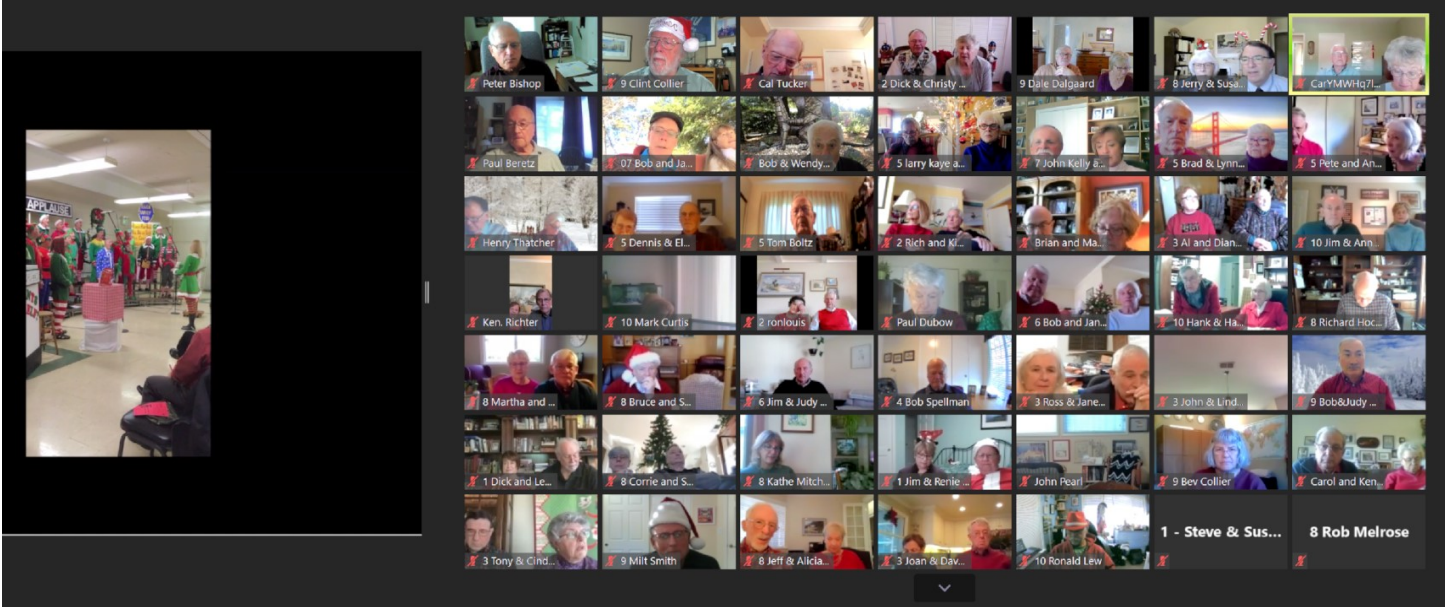 APPLAUSE
Peter Bishop
9 Clint Collier
Cal Tucker
2 Dick & Christy ...
9 Dale Dalgaard
8 Jerry & Susa...
CarYMWHq7l...
Paul Beretz
07 Bob and Ja...
Bob & Wendy...
5 larry kaye a...
7 John Kelly a...
5 Brad & Lynn...
5 Pete and An...
Henry Thatcher
5 Dennis & El...
5 Tom Boltz
2 Rich and Ki...
Brian and Ma...
3 Al and Dian...
10 Jim & Ann...
Ken. Richter
10 Mark Curtis
2 ronlouis
Paul Dubow
6 Bob and Jan...
10 Hank & Ha...
8 Richard Hoc...
8 Martha and ...
8 Bruce and S...
6 Jim & Judy ...
4 Bob Spellman
3 Ross & Jane...
3 John & Lind...
9 Bob&Judy ...
1 Dick and Le...
8 Corrie and S...
8 Kathe Mitch...
1 Jim & Renie ...
John Pearl
9 Bev Collier
Carol and Ken...
3 Tony & Cind...
9 Milt Smith
8 Jeff & Alicia...
3 Joan & Dav...
10 Ronald Lew
1 - Steve & Sus...
8 Rob Melrose